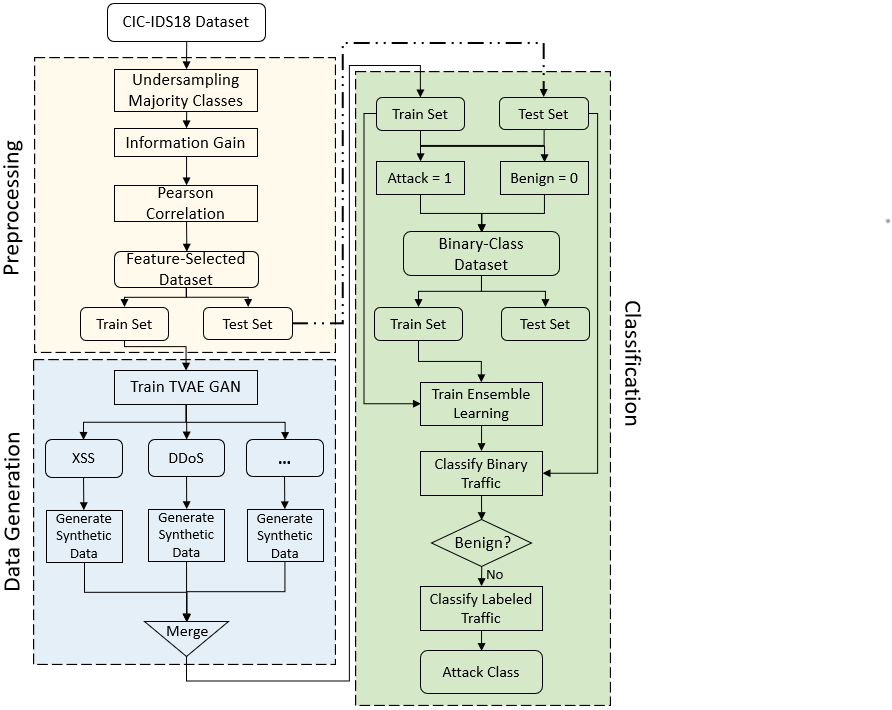 CIC-IDS18 Dataset
Preprocessing
Undersampling
Majority Classes
Information Gain
Pearson
Correlation
Feature-Selected
Dataset
Train Set
Test Set
Data Generation
Train TVAE GAN
XSS
DDoS
...
Generate
Synthetic
Data
Generate
Synthetic
Data
Generate
Synthetic
Data
Merge
Classification
Train Set
Test Set
Attack = 1
Benign = 0
Binary-Class
Dataset
Train Set
Test Set
Train Ensemble
Learning
Classify Binary
Traffic
Benign?
No
Classify Labeled
Traffic
Attack Class